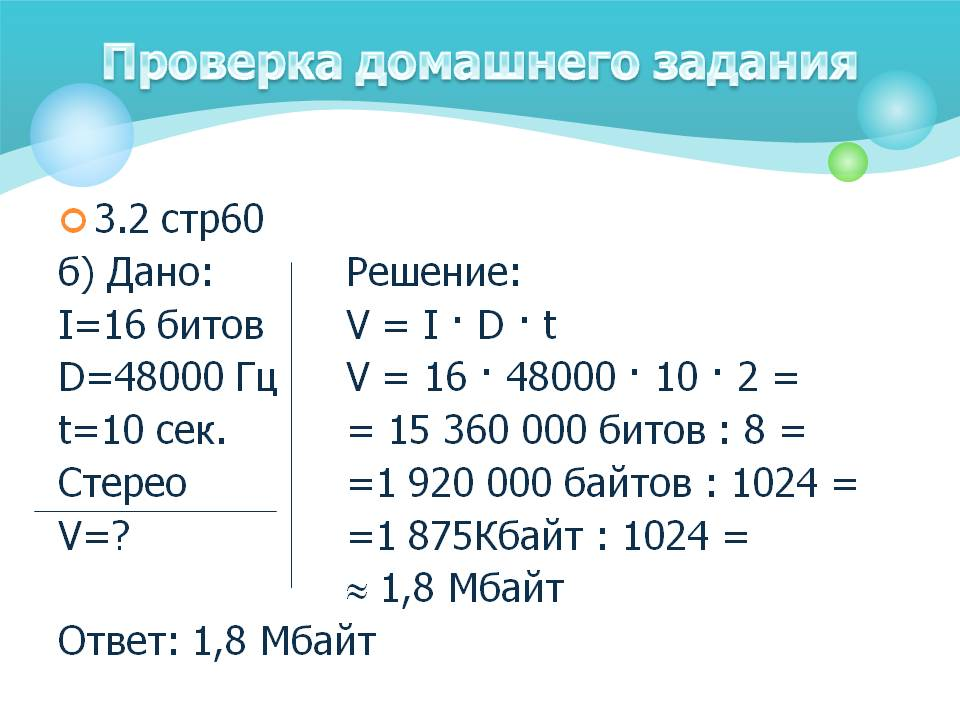 Проверка домашнего задания
3.2 стр60
б) Дано:
I=16 битов
D=48000 Гц
t=10 сек.
Стерео
V=?
Решение:
V = I · D · t
V = 16 · 48000 · 10 · 2 =
= 15 360 000 битов : 8 =
=1 920 000 байтов : 1024 =
=1 875Кбайт : 1024 =
≈ 1,8 Мбайт
Ответ: 1,8 Мбайт